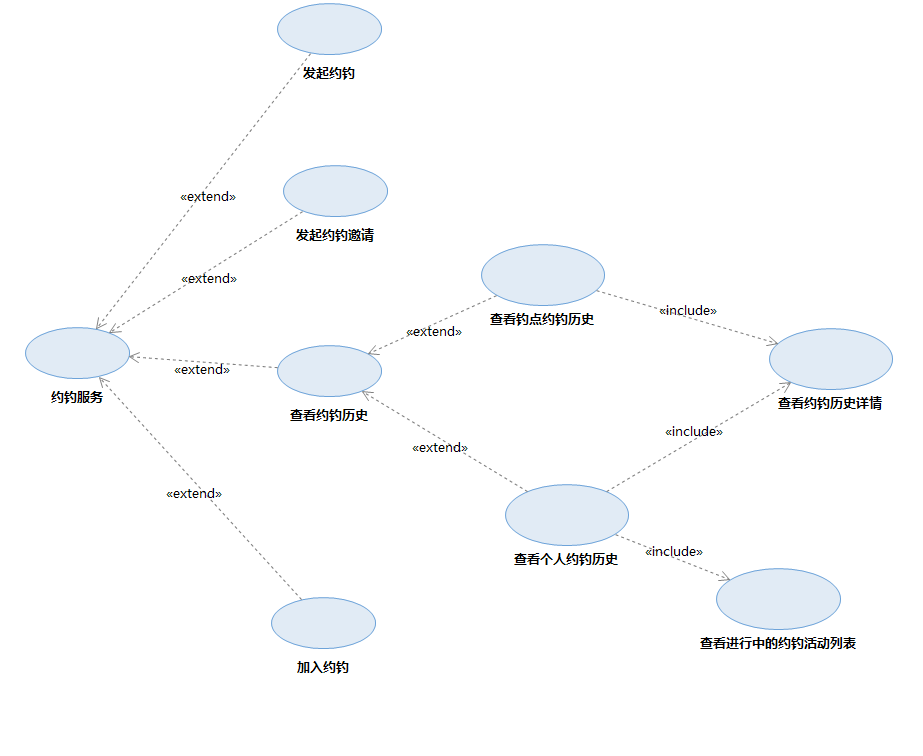 发起约钓
«extend»
发起约钓邀请
«extend»
查看钓点约钓历史
«include»
«extend»
«extend»
约钓服务
查看约钓历史
查看约钓历史详情
«include»
«extend»
«extend»
«include»
查看个人约钓历史
查看进行中的约钓活动列表
加入约钓